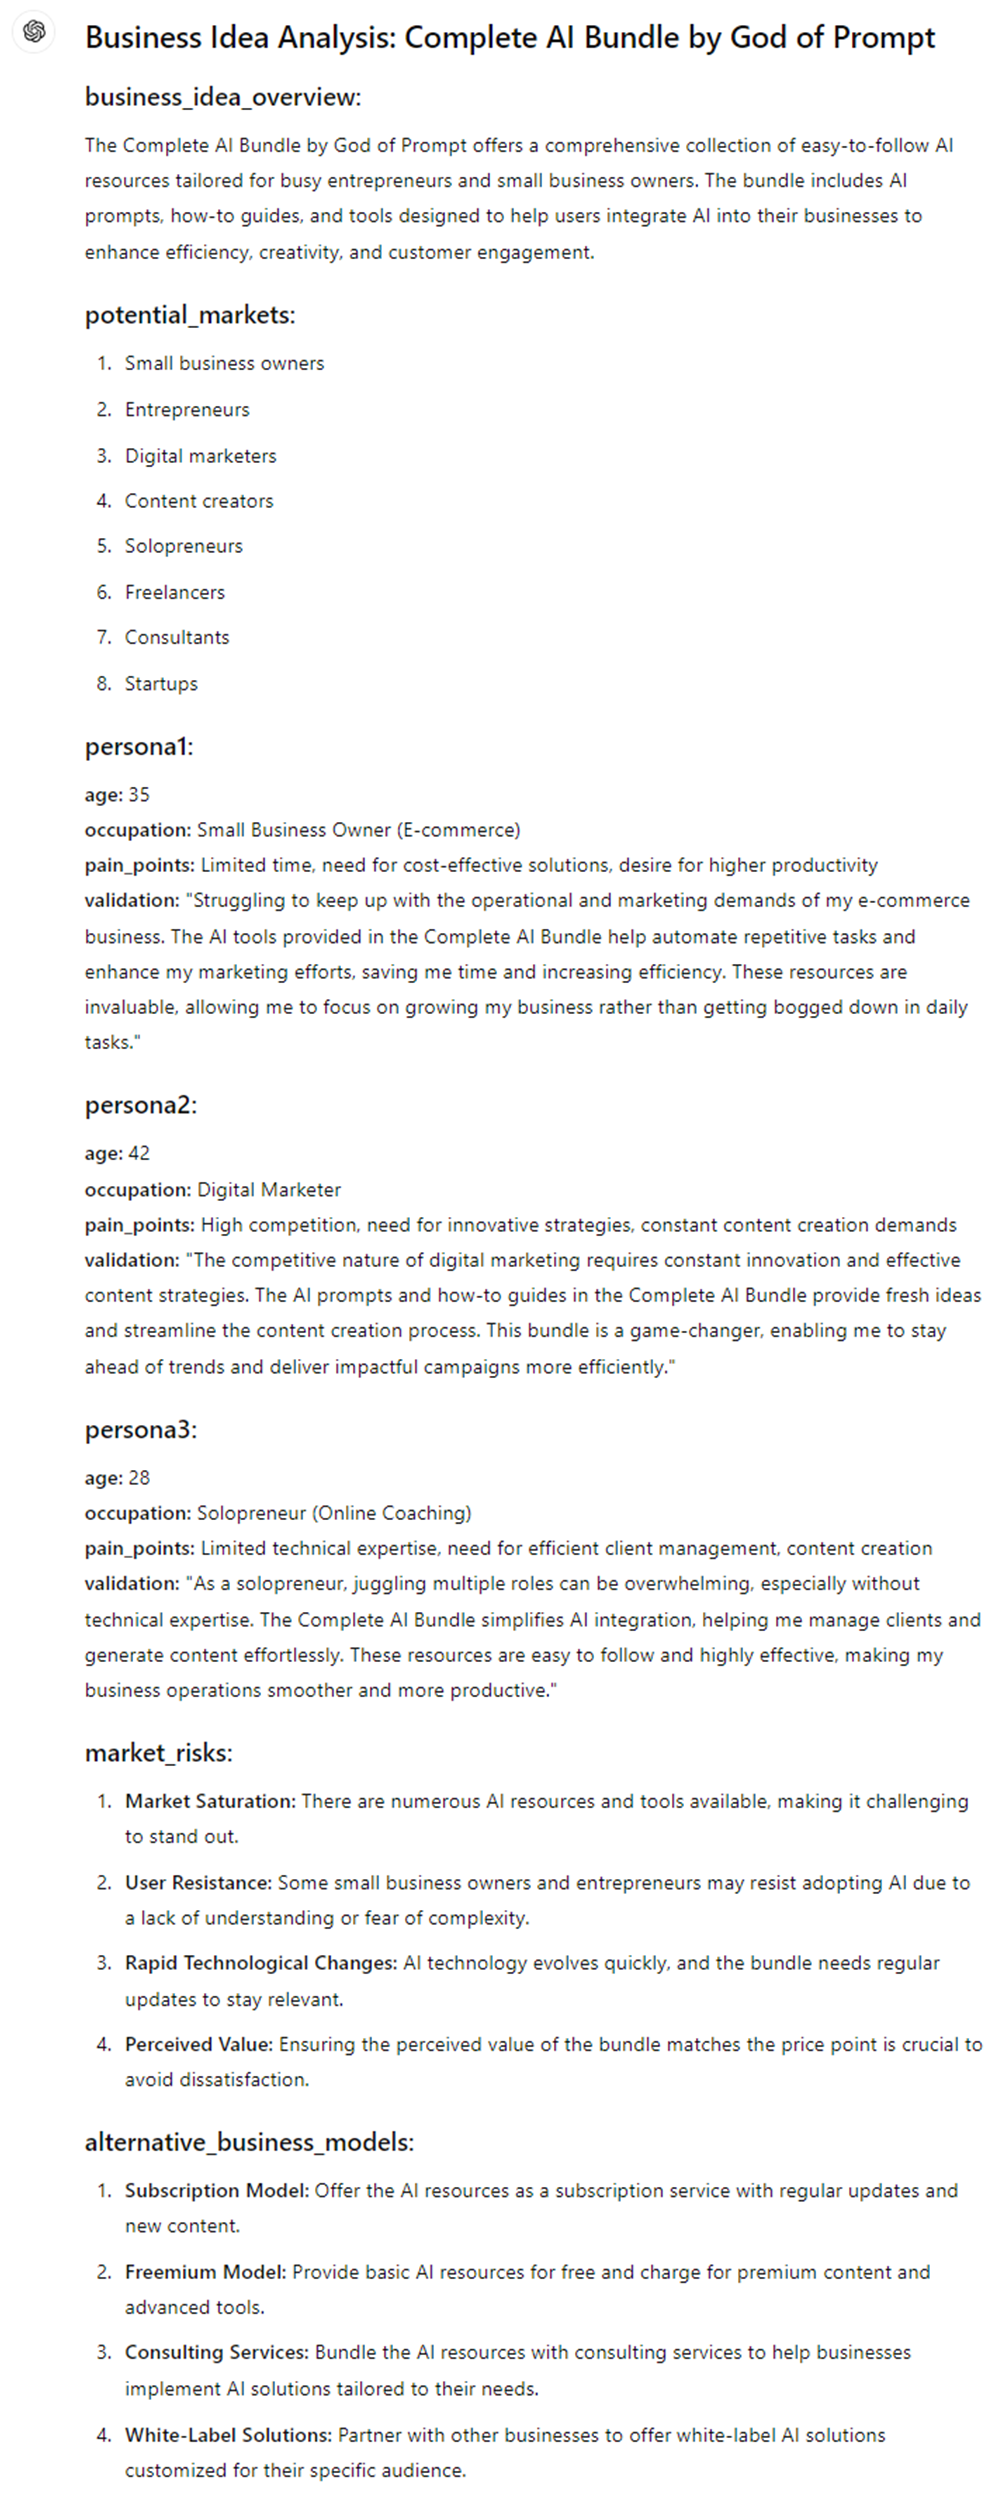 Business Idea Analysis: Complete AI Bundle by God of Prompt
business_idea_overview:
The Complete AI Bundle by God of Prompt offers a comprehensive collection of easy-to-follow AI
resources tailored for busy entrepreneurs and small business owners. The bundle includes AI
prompts, how-to guides, and tools designed to help users integrate AI into their businesses to
enhance efficiency, creativity, and customer engagement.
potential_markets:
1. Small business owners
2. Entrepreneurs
3. Digital marketers
4. Content creators
5. Solopreneurs
6. Freelancers
7. Consultants
8. Startups
persona1:
age: 35
occupation: Small Business Owner (E-commerce)
pain_points: Limited time, need for cost-effective solutions, desire for higher productivity
validation: "Struggling to keep up with the operational and marketing demands of my e-commerce
business. The AI tools provided in the Complete AI Bundle help automate repetitive tasks and
enhance my marketing efforts, saving me time and increasing efficiency. These resources are
invaluable, allowing me to focus on growing my business rather than getting bogged down in daily
tasks."
persona2:
age: 42
occupation: Digital Marketer
pain_points: High competition, need for innovative strategies, constant content creation demands
validation: "The competitive nature of digital marketing requires constant innovation and effective
content strategies. The AI prompts and how-to guides in the Complete AI Bundle provide fresh ideas
and streamline the content creation process. This bundle is a game-changer, enabling me to stay
ahead of trends and deliver impactful campaigns more efficiently."
persona3:
age: 28
occupation: Solopreneur (Online Coaching)
pain_points: Limited technical expertise, need for efficient client management, content creation
validation: "As a solopreneur, juggling multiple roles can be overwhelming, especially without
technical expertise. The Complete AI Bundle simplifies AI integration, helping me manage clients and
generate content effortlessly. These resources are easy to follow and highly effective, making my
business operations smoother and more productive."
market_risks:
1. Market Saturation: There are numerous AI resources and tools available, making it challenging
to stand out.
2. User Resistance: Some small business owners and entrepreneurs may resist adopting AI due to
a lack of understanding or fear of complexity.
3. Rapid Technological Changes: AI technology evolves quickly, and the bundle needs regular
updates to stay relevant.
4. Perceived Value: Ensuring the perceived value of the bundle matches the price point is crucial to
avoid dissatisfaction.
alternative_business_models:
1. Subscription Model: Offer the AI resources as a subscription service with regular updates and
new content.
2. Freemium Model: Provide basic AI resources for free and charge for premium content and
advanced tools.
3. Consulting Services: Bundle the AI resources with consulting services to help businesses
implement AI solutions tailored to their needs.
4. White-Label Solutions: Partner with other businesses to offer white-label AI solutions
customized for their specific audience.